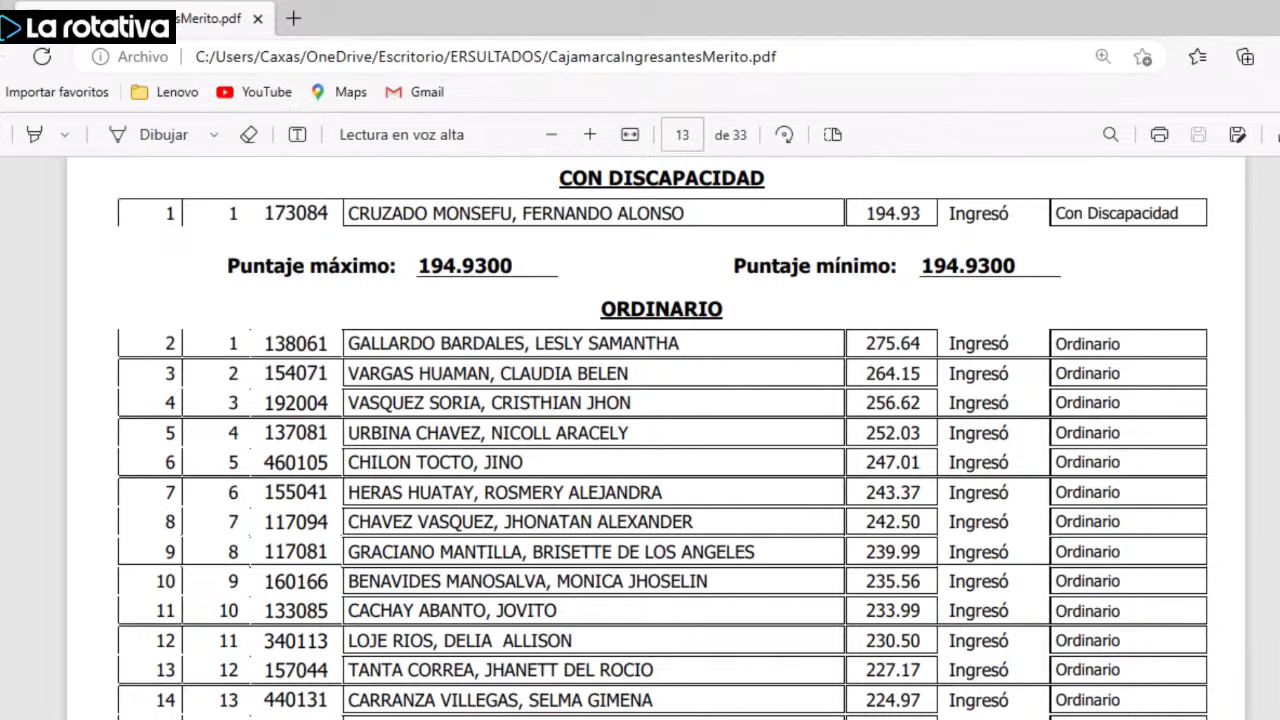 La rotativa
sMerito.pdf
Archivo C:/Users/Caxas/OneDrive/Escritorio/ERSULTADOS/CajamarcaIngresantesMerito.pdf
Importar favoritos Lenovo YouTube Maps Gmail
Dibujar Lectura en voz alta 13 de 33
CON DISCAPACIDAD
1 1 173084 CRUZADO MONSEFU, FERNANDO ALONSO 194.93 Ingresó Con Discapacidad
Puntaje máximo: 194.9300 Puntaje mínimo: 194.9300
ORDINARIO
2 1 138061 GALLARDO BARDALES, LESLY SAMANTHA 275.64 Ingresó Ordinario
3 2 154071 VARGAS HUAMAN, CLAUDIA BELEN 264.15 Ingresó Ordinario
4 3 192004 VASQUEZ SORIA, CRISTHIAN JHON 256.62 Ingresó Ordinario
5 4 137081 URBINA CHAVEZ, NICOLL ARACELY 252.03 Ingresó Ordinario
6 5 460105 CHILON TOCTO, JINO 247.01 Ingresó Ordinario
7 6 155041 HERAS HUATAY, ROSMERY ALEJANDRA 243.37 Ingresó Ordinario
8 7 117094 CHAVEZ VASQUEZ, JHONATAN ALEXANDER 242.50 Ingresó Ordinario
9 8 117081 GRACIANO MANTILLA, BRISETTE DE LOS ANGELES 239.99 Ingresó Ordinario
10 9 160166 BENAVIDES MANOSALVA, MONICA JHOSELIN 235.56 Ingresó Ordinario
11 10 133085 CACHAY ABANTO, JOVITO 233.99 Ingresó Ordinario
12 11 340113 LOJE RIOS, DELIA ALLISON 230.50 Ingresó Ordinario
13 12 157044 TANTA CORREA, JHANETT DEL ROCIO 227.17 Ingresó Ordinario
14 13 440131 CARRANZA VILLEGAS, SELMA GIMENA 224.97 Ingresó Ordinario